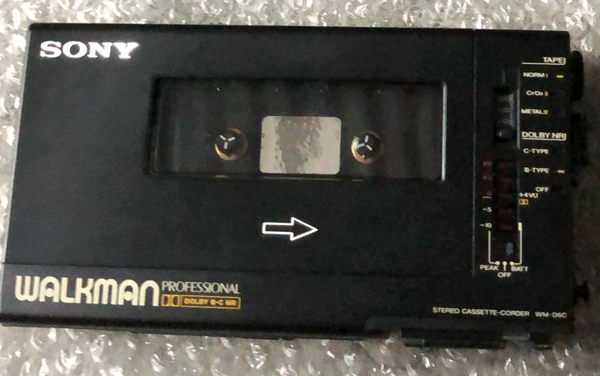 SONY
TAPE
NORM I
CrO₂ II
METAL IV
DOLBY NR
C-TYPE
B-TYPE
OFF
+4VU
-5
-10
PEAK BATT
OFF
WALKMAN PROFESSIONAL
DOLBY B-C NR
STEREO CASSETTE-CORDER WM-D6C